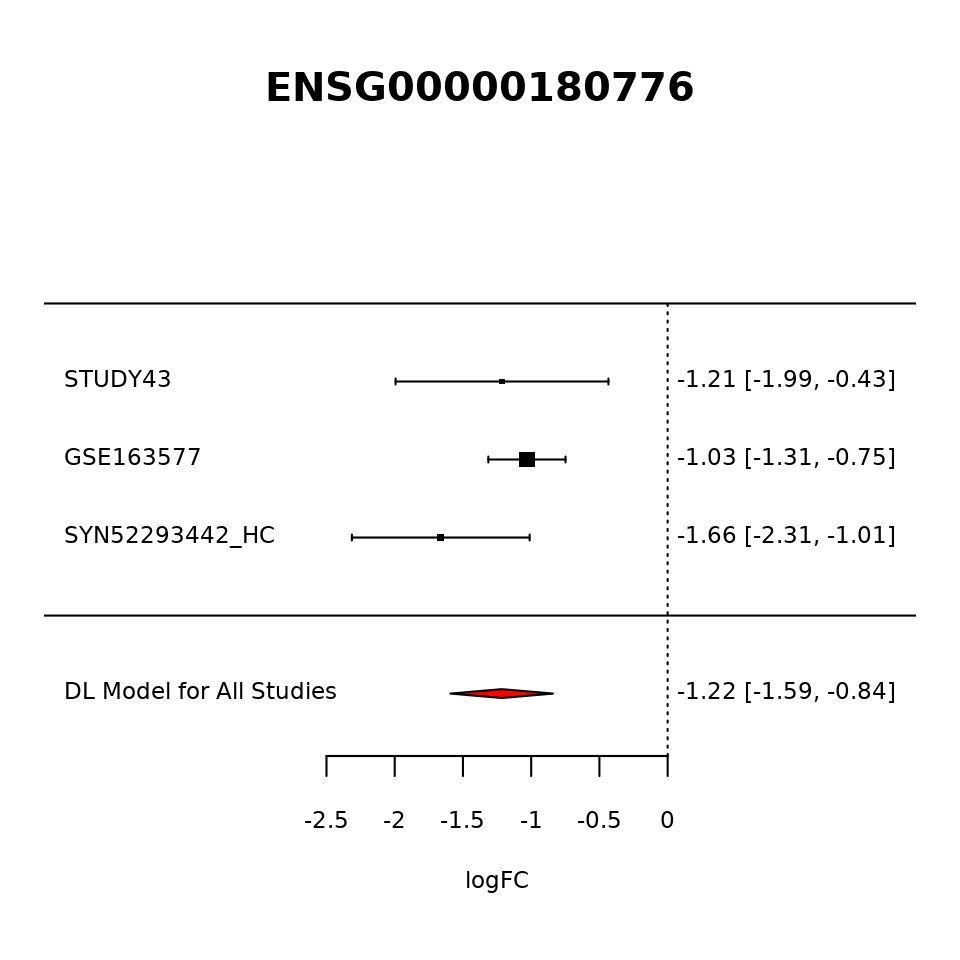 ENSG00000180776
STUDY43 -1.21 [-1.99, -0.43]
GSE163577 -1.03 [-1.31, -0.75]
SYN52293442_HC -1.66 [-2.31, -1.01]
DL Model for All Studies -1.22 [-1.59, -0.84]
-2.5 -2 -1.5 -1 -0.5 0
logFC